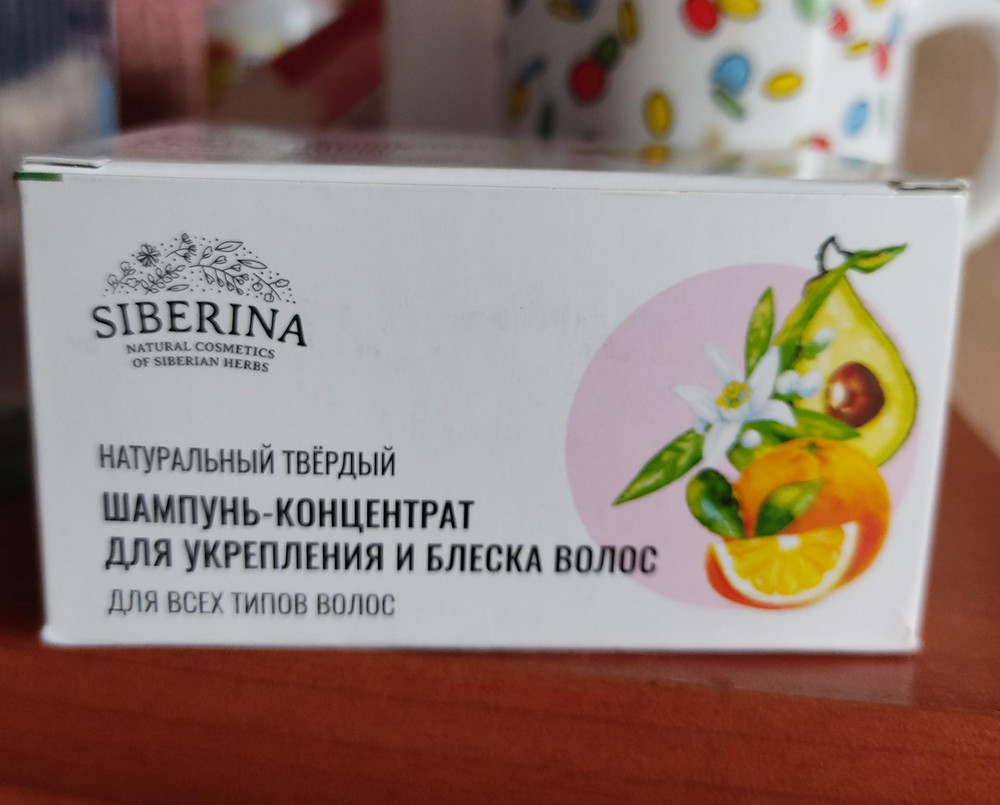 SIBERINA
NATURAL COSMETICS
OF SIBERIAN HERBS
НАТУРАЛЬНЫЙ ТВЁРДЫЙ
ШАМПУНЬ-КОНЦЕНТРАТ
ДЛЯ УКРЕПЛЕНИЯ И БЛЕСКА ВОЛОС
ДЛЯ ВСЕХ ТИПОВ ВОЛОС